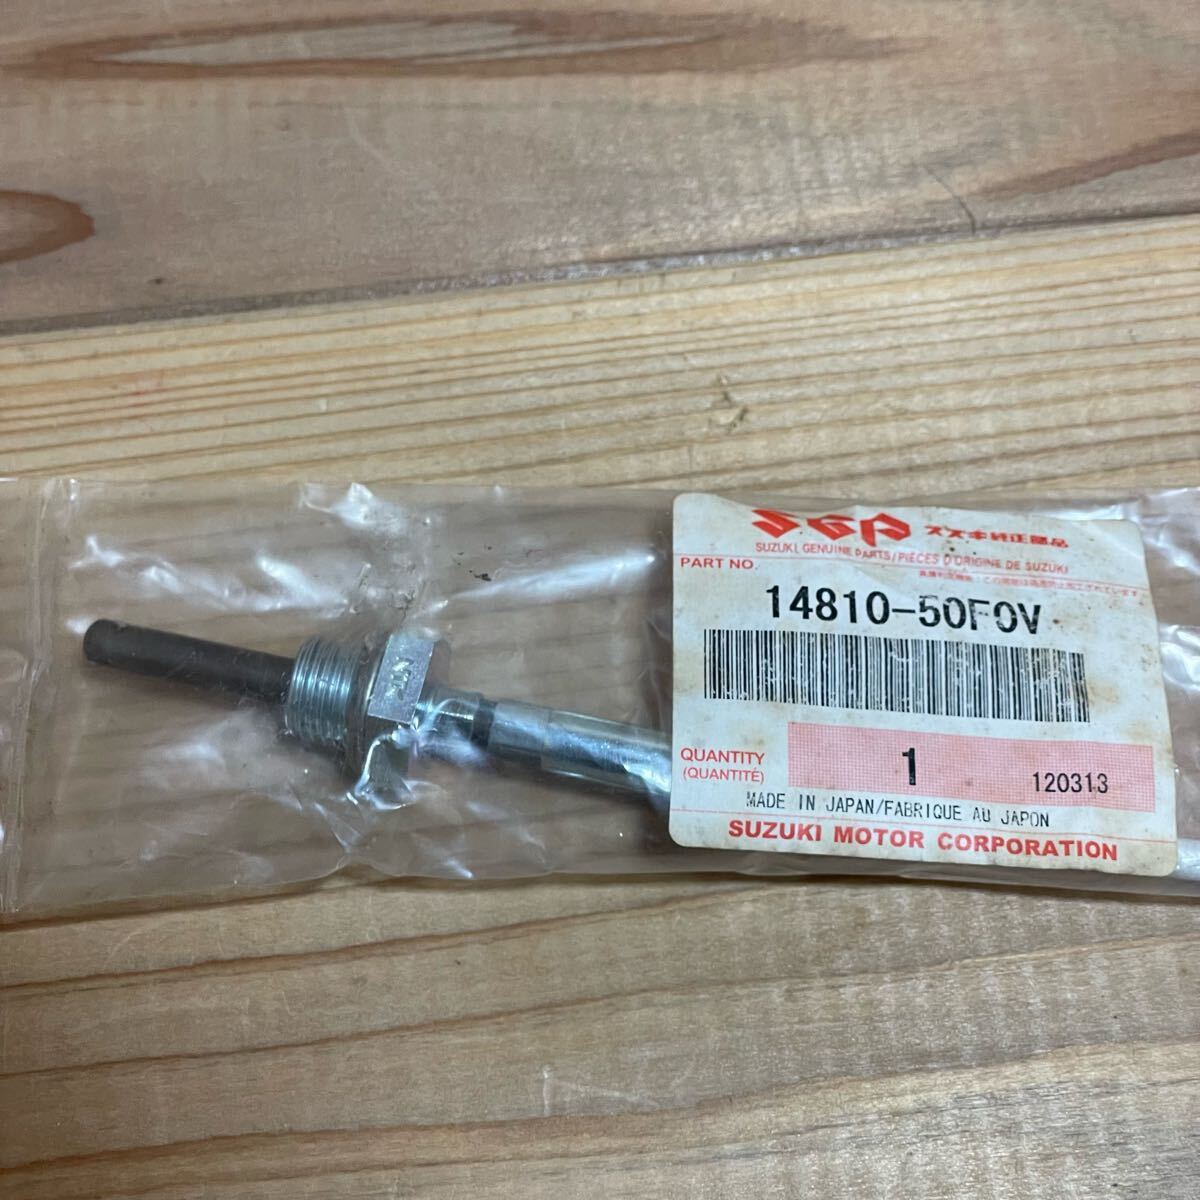 SGP スズキ純正部品
SUZUKI GENUINE PARTS/PIÈCES D'ORIGINE DE SUZUKI
PART NO.
14810-50F0V
QUANTITY
(QUANTITÉ)
1
120313
MADE IN JAPAN/FABRIQUE AU JAPON
SUZUKI MOTOR CORPORATION